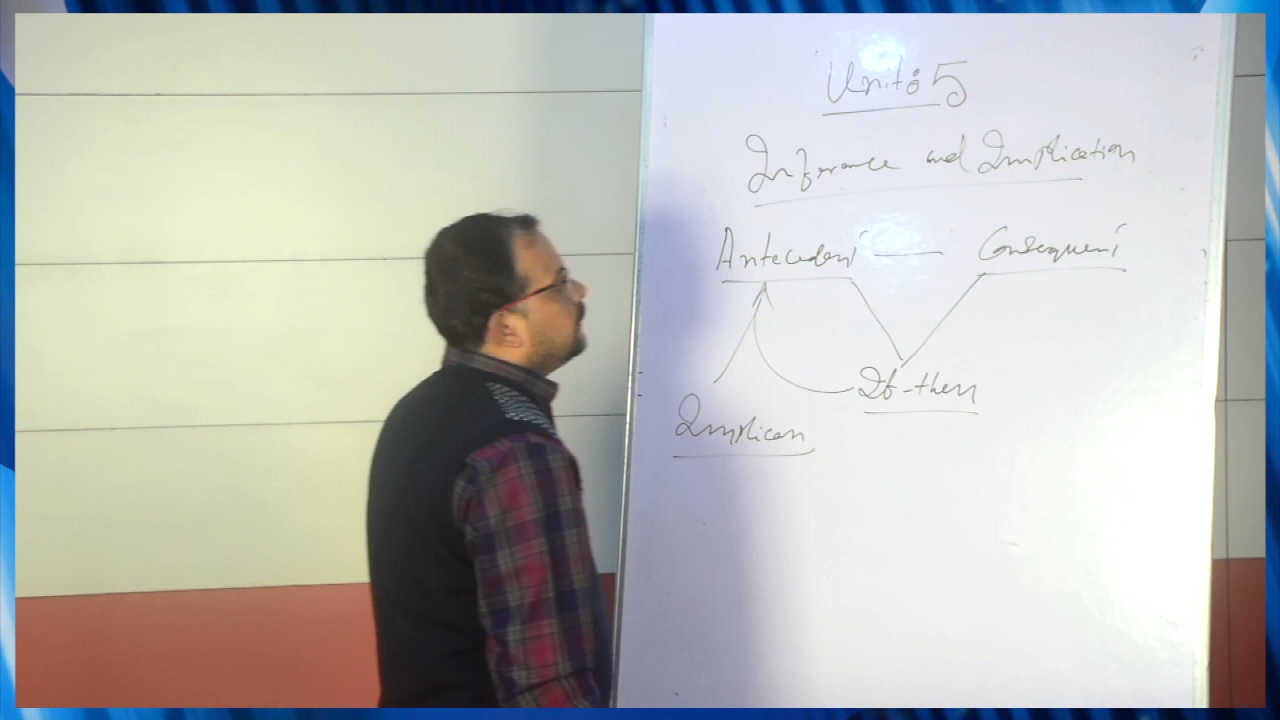 Unit: 5
Inference and Implication
Antecedent — Consequent
If-then
Implican